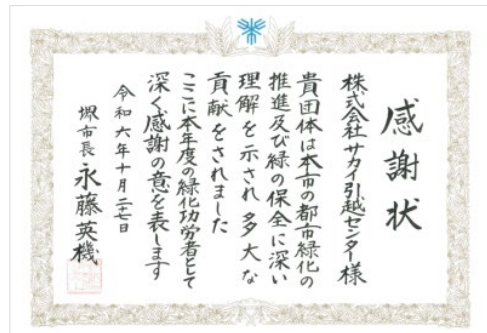 感謝状
株式会社サカイ引越センター様
貴団体は本市の都市緑化の
推進及び緑の保全に深い
理解を示され多大な
貢献をされました
ここに本年度の緑化功労者として
深く感謝の意を表します
令和六年十月二十七日
堺市長 永藤英機